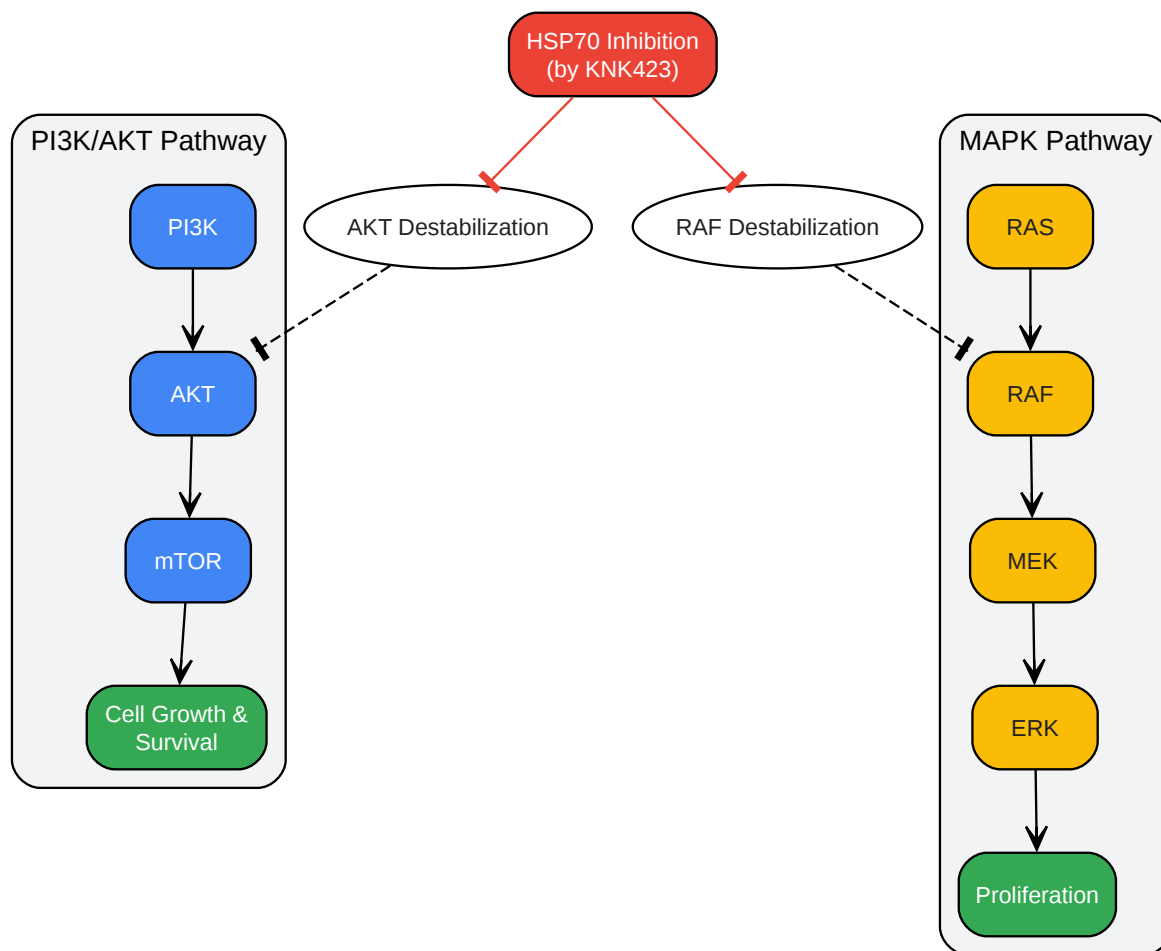 HSP70 Inhibition
(by KNK423)
PI3K/AKT Pathway
PI3K
AKT
mTOR
Cell Growth &
Survival
AKT Destabilization
RAF Destabilization
MAPK Pathway
RAS
RAF
MEK
ERK
Proliferation